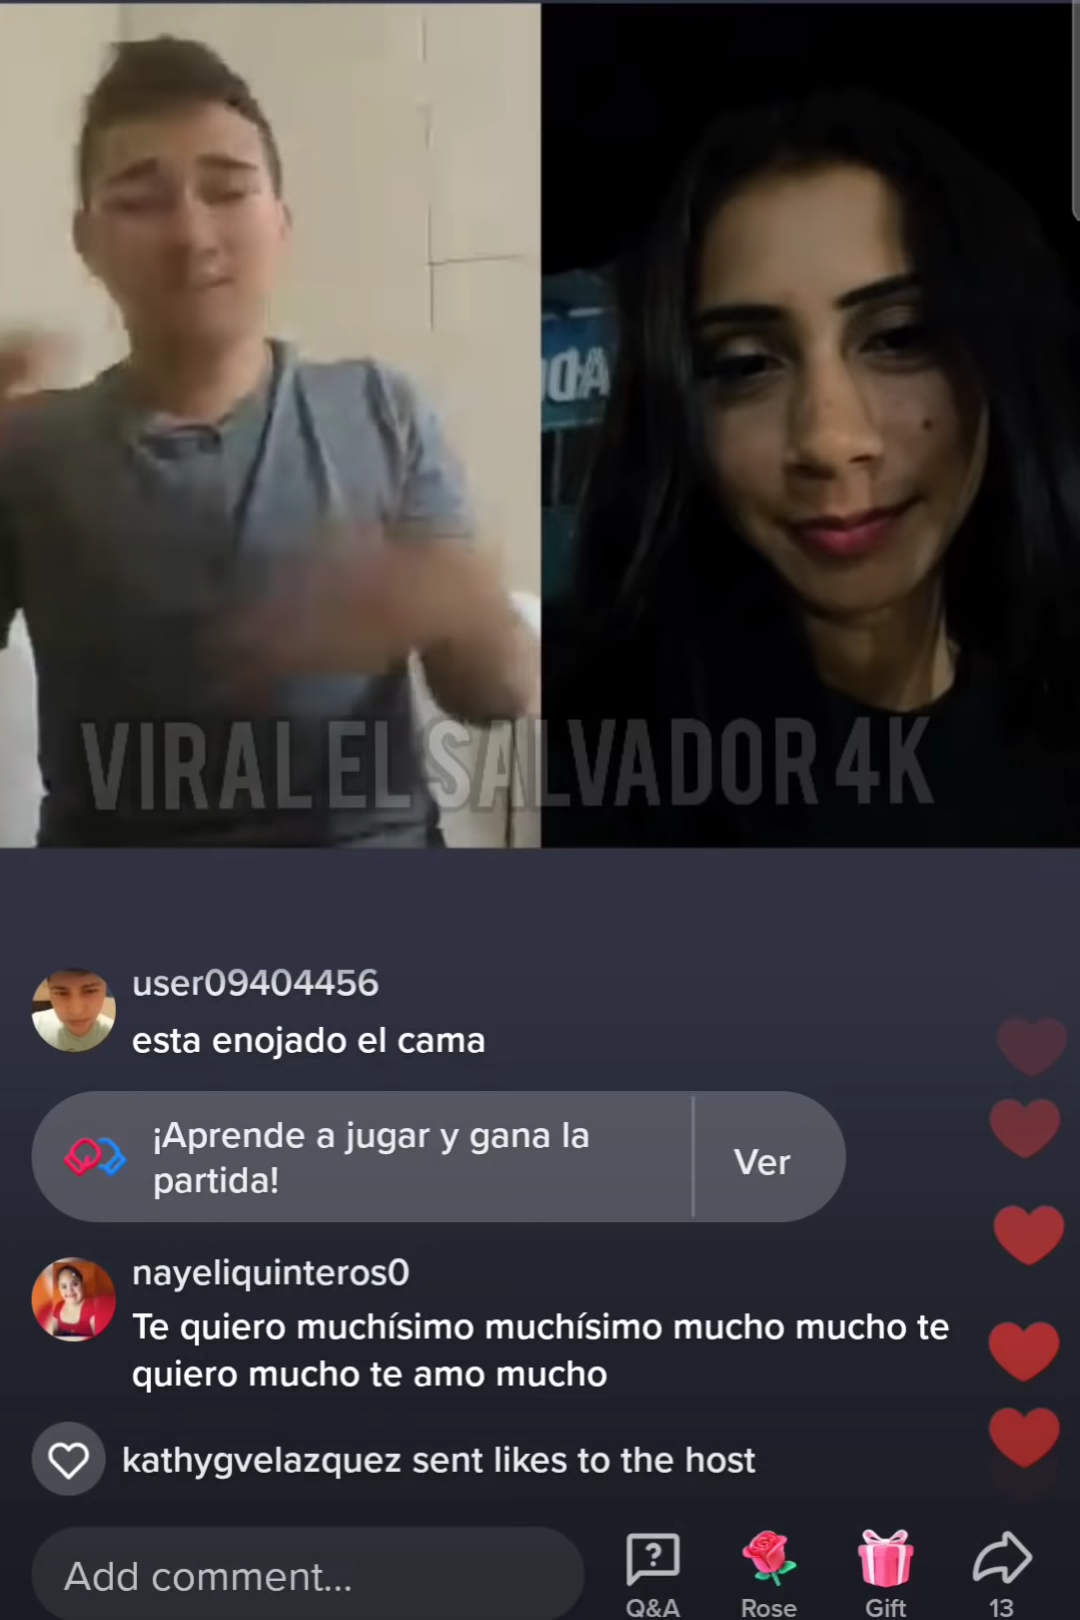 VIRAL EL SALVADOR 4K
user09404456
esta enojado el cama
¡Aprende a jugar y gana la
partida!
Ver
nayeliquinteros0
Te quiero muchísimo muchísimo mucho mucho te
quiero mucho te amo mucho
kathygvelazquez sent likes to the host
Add comment...
Q&A
Rose
Gift
13